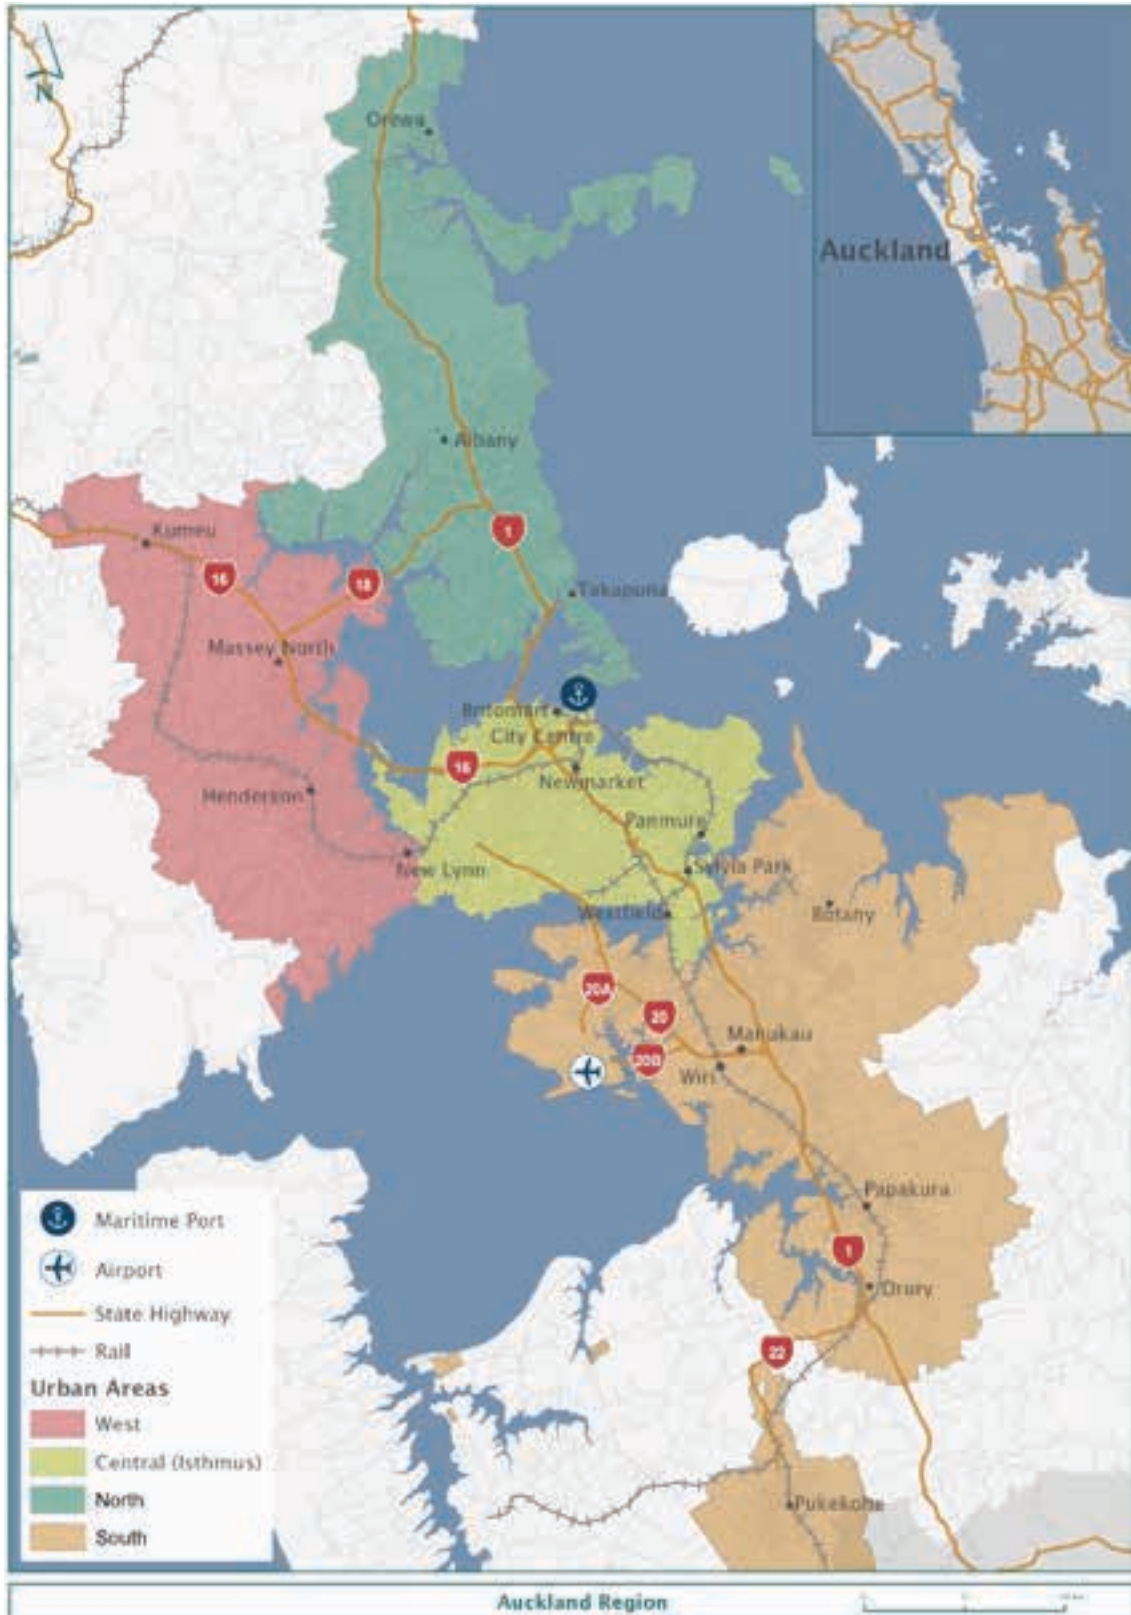 N
Orewa
Auckland
Albany
Kumeu
1
16
18
Takapuna
Massey North
Britomart
City Centre
16
Newmarket
Henderson
Panmure
New Lynn
Sylvia Park
Westfield
Botany
20A
20
Manukau
20B
Wiri
Papakura
1
Drury
22
Pukekohe
Maritime Port
Airport
State Highway
Rail
Urban Areas
West
Central (Isthmus)
North
South
Auckland Region